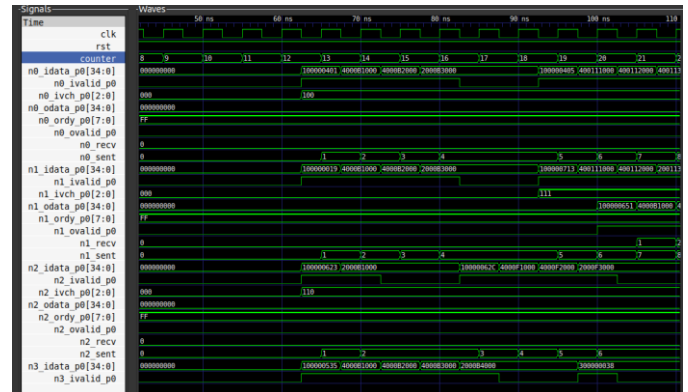 Signals Waves
Time 50 ns 60 ns 70 ns 80 ns 90 ns 100 ns 110
clk
rst
counter 8 9 10 11 12 13 14 15 16 17 18 19 20 21
n0_idata_p0[34:0] 000000000 100000401 4000B1000 4000B2000 2000B3000 100000405 400111000 400112000 400113
n0_ivalid_p0
n0_ivch_p0[2:0] 000 100
n0_odata_p0[34:0] 000000000
n0_ordy_p0[7:0] FF
n0_ovalid_p0
n0_recv 0
n0_sent 0 1 2 3 4 5 6 7 8
n1_idata_p0[34:0] 000000000 100000019 4000B1000 4000B2000 2000B3000 100000713 400111000 400112000 200113
n1_ivalid_p0
n1_ivch_p0[2:0] 000 111
n1_odata_p0[34:0] 000000000 100000651 4000B1000 4
n1_ordy_p0[7:0] FF
n1_ovalid_p0
n1_recv 0 1 2
n1_sent 0 1 2 3 4 5 6 7 8
n2_idata_p0[34:0] 000000000 100000623 2000B1000 10000062C 4000F1000 4000F2000 2000F3000
n2_ivalid_p0
n2_ivch_p0[2:0] 000 110
n2_odata_p0[34:0] 000000000
n2_ordy_p0[7:0] FF
n2_ovalid_p0
n2_recv 0
n2_sent 0 1 2 3 4 5 6
n3_idata_p0[34:0] 000000000 100000535 4000B1000 4000B2000 4000B3000 2000B4000 300000038
n3_ivalid_p0